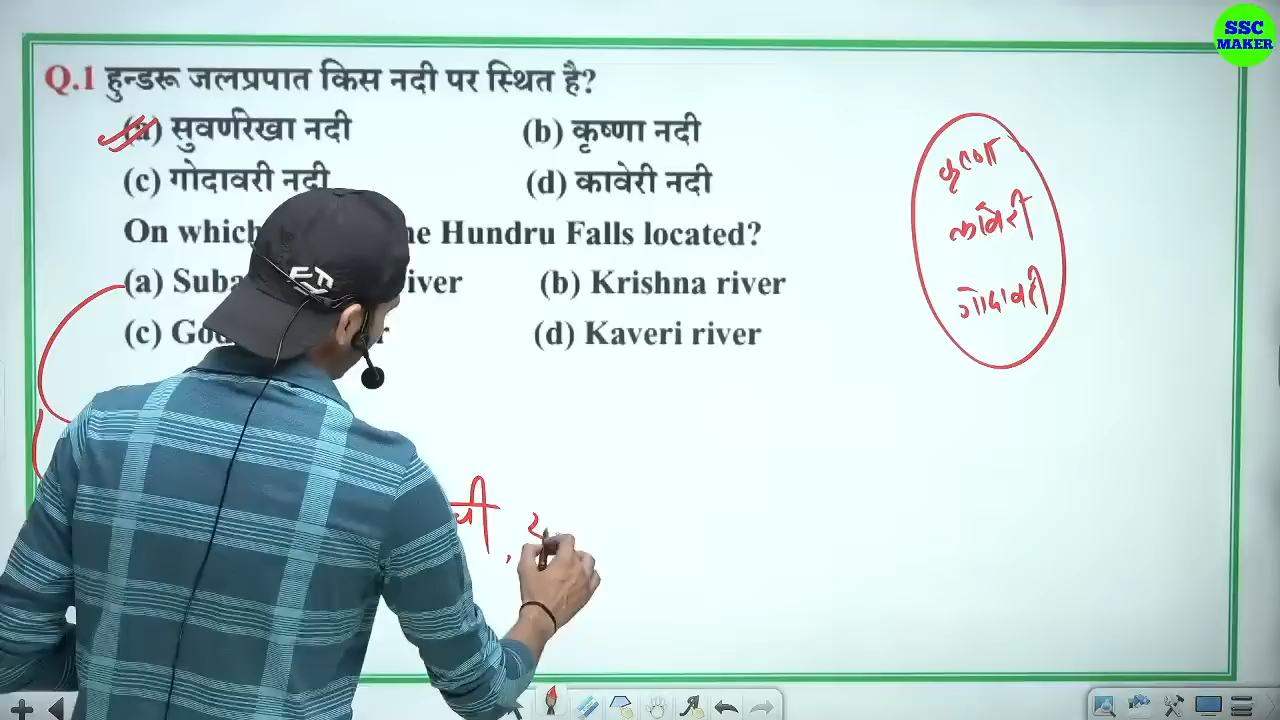 SSC
MAKER
Q.1 हुन्डरू जलप्रपात किस नदी पर स्थित है?
(a) सुवर्णरेखा नदी (b) कृष्णा नदी
(c) गोदावरी नदी (d) कावेरी नदी
On which he Hundru Falls located?
(a) Suba iver (b) Krishna river
(c) Go r (d) Kaveri river
कृष्णा
कावेरी
गोदावरी
ची,